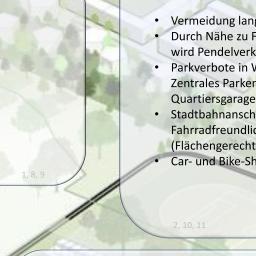 • Vermeidung lang
• Durch Nähe zu F
wird Pendelverk
• Parkverbote in W
Zentrales Parken
Quartiersgarage
• Stadtbahnansch
Fahrradfreundlic
(Flächengerecht
• Car- und Bike-Sh
1, 8, 9
2, 10, 11